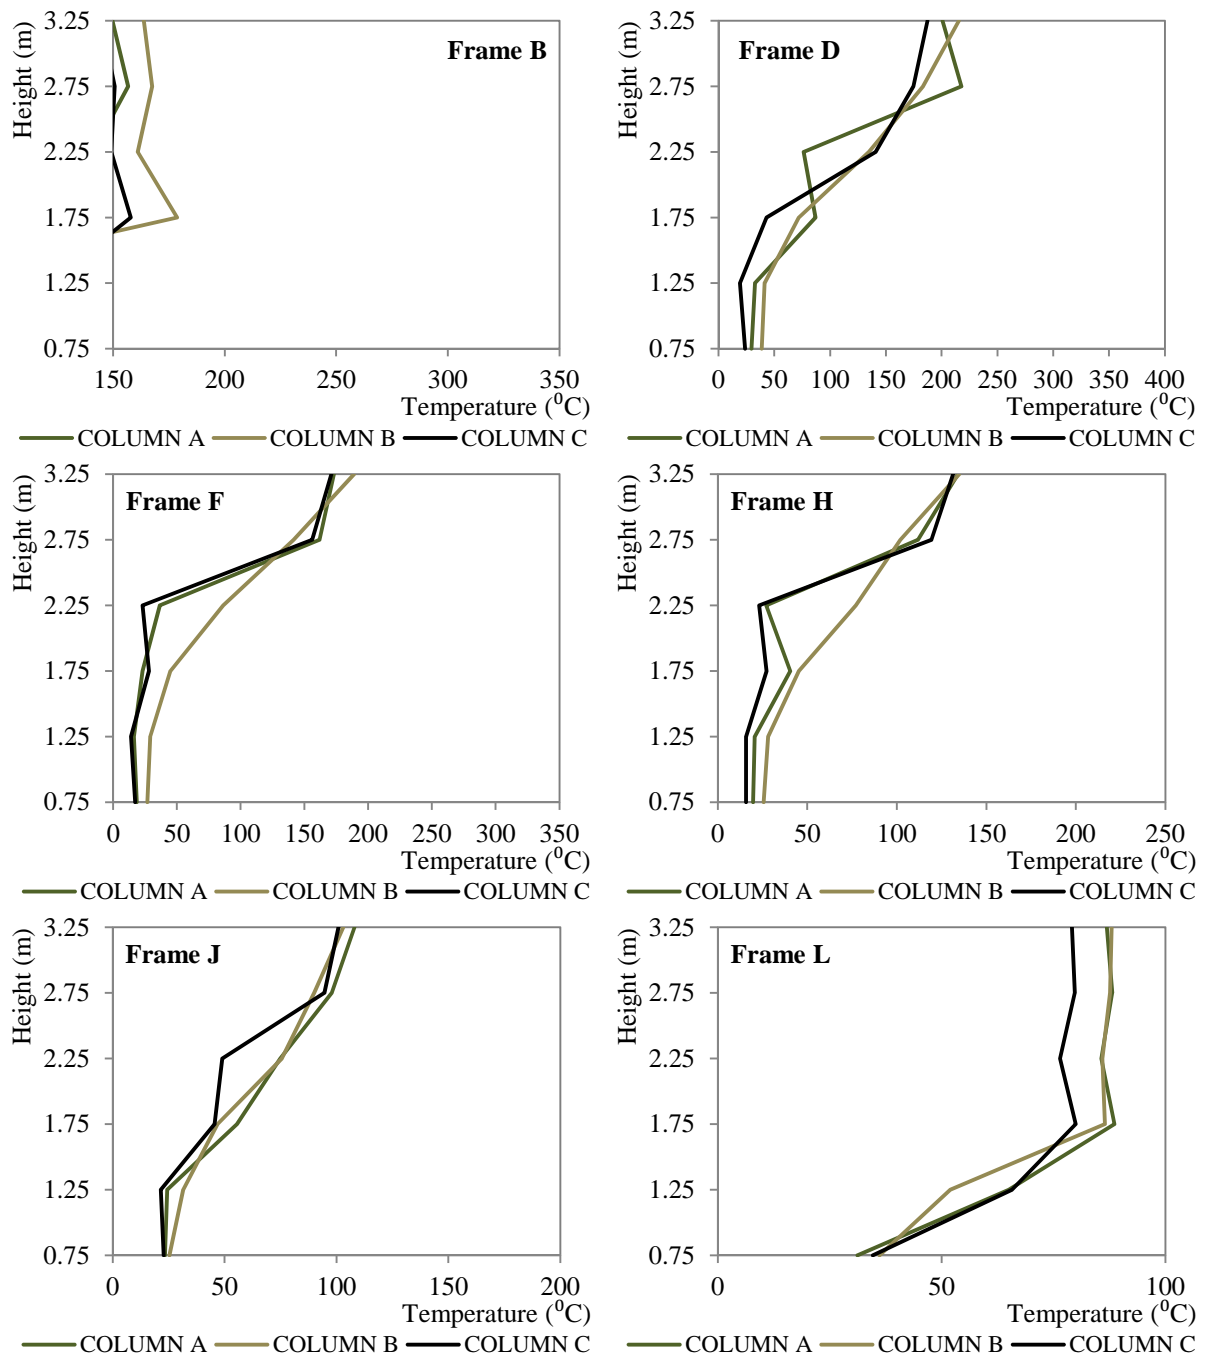 Frame B
Height (m)
3.25
2.75
2.25
1.75
1.25
0.75
150 200 250 300 350
Temperature (⁰C)
COLUMN A COLUMN B COLUMN C
Frame D
Height (m)
3.25
2.75
2.25
1.75
1.25
0.75
0 50 100 150 200 250 300 350 400
Temperature (⁰C)
COLUMN A COLUMN B COLUMN C
Frame F
Height (m)
3.25
2.75
2.25
1.75
1.25
0.75
0 50 100 150 200 250 300 350
Temperature (⁰C)
COLUMN A COLUMN B COLUMN C
Frame H
Height (m)
3.25
2.75
2.25
1.75
1.25
0.75
0 50 100 150 200 250
Temperature (⁰C)
COLUMN A COLUMN B COLUMN C
Frame J
Height (m)
3.25
2.75
2.25
1.75
1.25
0.75
0 50 100 150 200
Temperature (⁰C)
COLUMN A COLUMN B COLUMN C
Frame L
Height (m)
3.25
2.75
2.25
1.75
1.25
0.75
0 50 100
Temperature (⁰C)
COLUMN A COLUMN B COLUMN C